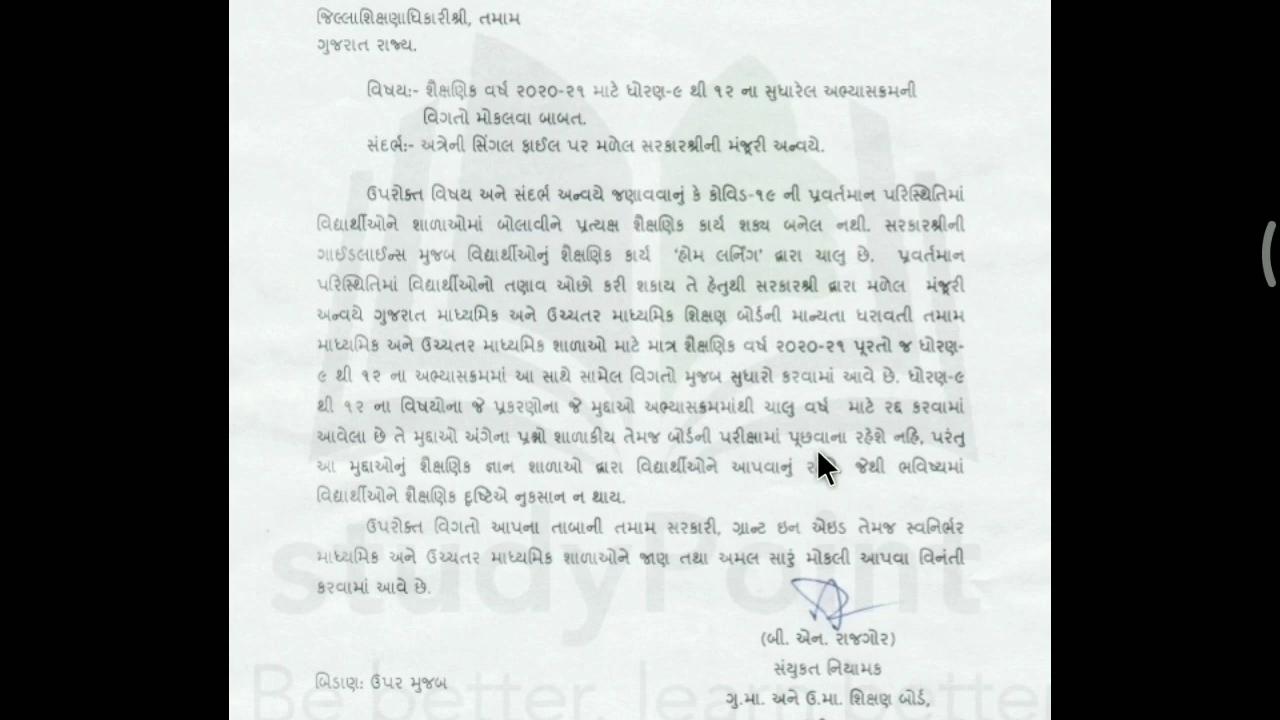 જિલ્લાશિક્ષણાધિકારીશ્રી, તમામ
ગુજરાત રાજ્ય.
વિષય:- શૈક્ષણિક વર્ષ ૨૦૨૦-૨૧ માટે ધોરણ-૯ થી ૧૨ ના સુધારેલ અભ્યાસક્રમની
વિગતો મોકલવા બાબત.
સંદર્ભ:- અત્રેની સિંગલ ફાઈલ પર મળેલ સરકારશ્રીની મંજૂરી અન્વયે.
ઉપરોક્ત વિષય અને સંદર્ભ અન્વયે જણાવવાનું કે કોવિડ-૧૯ ની પ્રવર્તમાન પરિસ્થિતિમાં
વિદ્યાર્થીઓને શાળાઓમાં બોલાવીને પ્રત્યક્ષ શૈક્ષણિક કાર્ય શક્ય બનેલ નથી. સરકારશ્રીની
ગાઈડલાઈન્સ મુજબ વિદ્યાર્થીઓનું શૈક્ષણિક કાર્ય ‘હોમ લર્નિંગ’ દ્વારા ચાલુ છે. પ્રવર્તમાન
પરિસ્થિતિમાં વિદ્યાર્થીઓનો તણાવ ઓછો કરી શકાય તે હેતુથી સરકારશ્રી દ્વારા મળેલ મંજૂરી
અન્વયે ગુજરાત માધ્યમિક અને ઉચ્ચતર માધ્યમિક શિક્ષણ બોર્ડની માન્યતા ધરાવતી તમામ
માધ્યમિક અને ઉચ્ચતર માધ્યમિક શાળાઓ માટે માત્ર શૈક્ષણિક વર્ષ ૨૦૨૦-૨૧ પૂરતો જ ધોરણ-
૯ થી ૧૨ ના અભ્યાસક્રમમાં આ સાથે સામેલ વિગતો મુજબ સુધારો કરવામાં આવે છે. ધોરણ-૯
થી ૧૨ ના વિષયોના જે પ્રકરણોના જે મુદ્દાઓ અભ્યાસક્રમમાંથી ચાલુ વર્ષ માટે રદ્દ કરવામાં
આવેલા છે તે મુદ્દાઓ અંગેના પ્રશ્નો શાળાકીય તેમજ બોર્ડની પરીક્ષામાં પૂછવાના રહેશે નહિ, પરંતુ
આ મુદ્દાઓનું શૈક્ષણિક જ્ઞાન શાળાઓ દ્વારા વિદ્યાર્થીઓને આપવાનું જેથી ભવિષ્યમાં
વિદ્યાર્થીઓને શૈક્ષણિક દૃષ્ટિએ નુકસાન ન થાય.
ઉપરોક્ત વિગતો આપના તાબાની તમામ સરકારી, ગ્રાન્ટ ઇન એઇડ તેમજ સ્વનિર્ભર
માધ્યમિક અને ઉચ્ચતર માધ્યમિક શાળાઓને જાણ તથા અમલ સારું મોકલી આપવા વિનંતી
કરવામાં આવે છે.
studyPoint
(બી. એન. રાજગોર)
સંયુક્ત નિયામક
બિડાણ: ઉપર મુજબ
Be better, learn better
ગુ.મા. અને ઉ.મા. શિક્ષણ બોર્ડ,